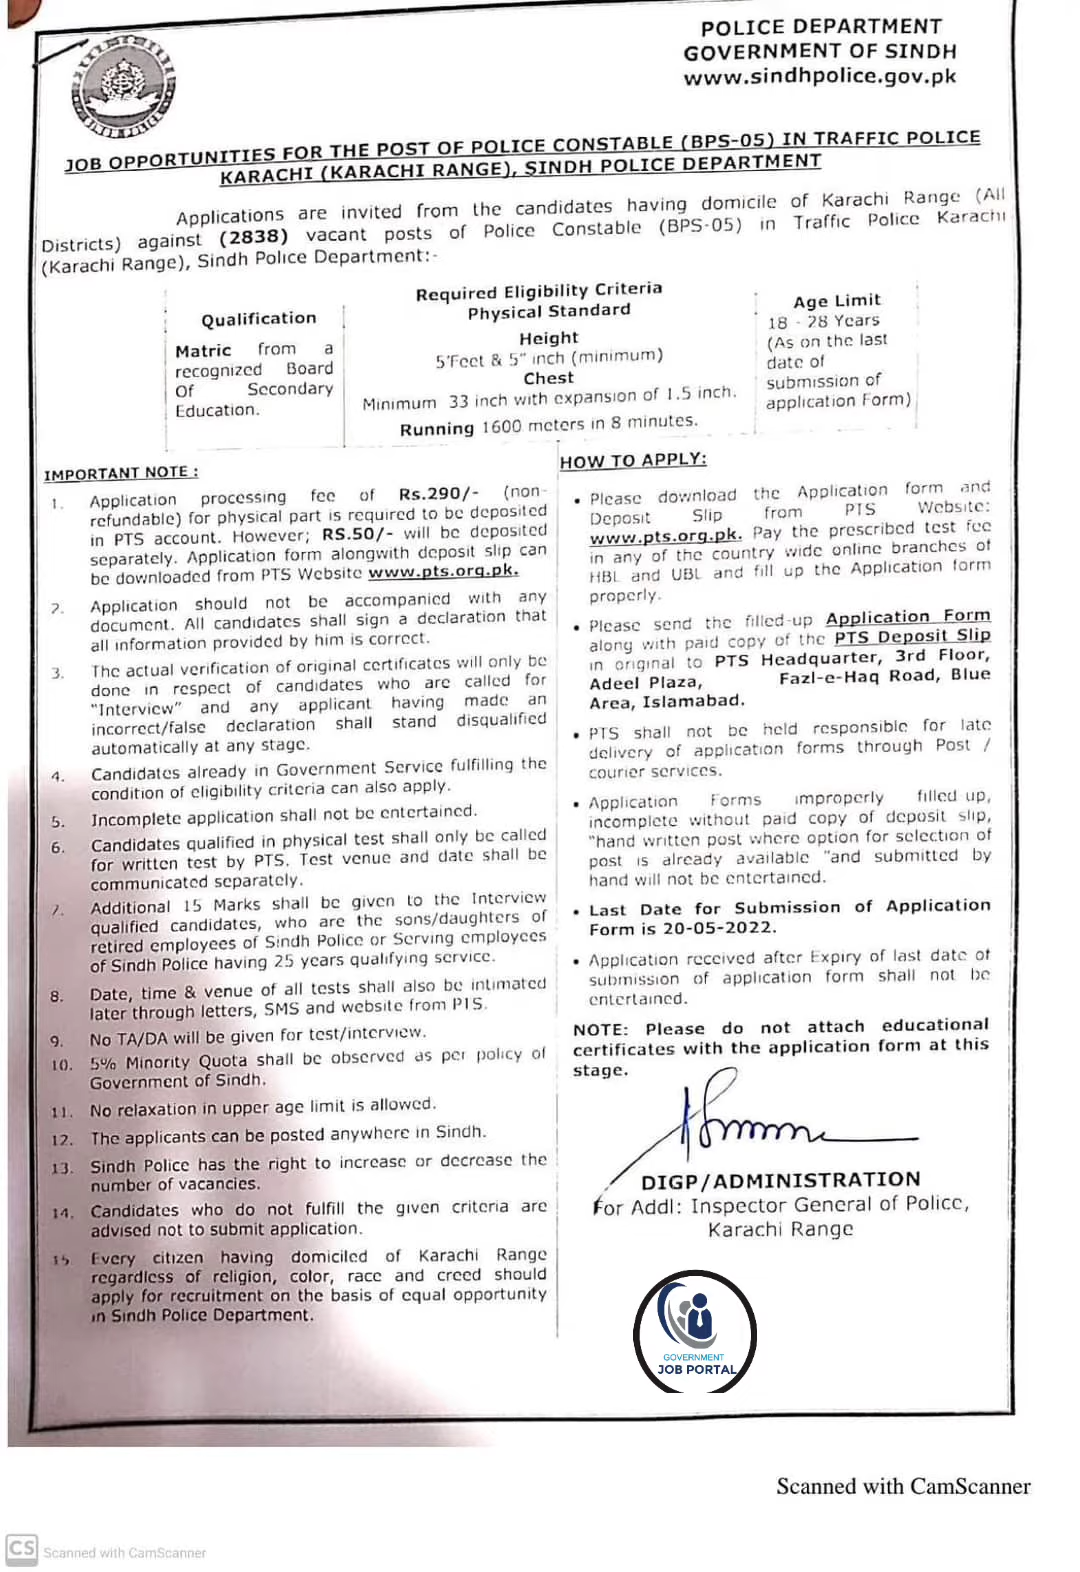 POLICE DEPARTMENT
GOVERNMENT OF SINDH
www.sindhpolice.gov.pk
SINDH POLICE
JOB OPPORTUNITIES FOR THE POST OF POLICE CONSTABLE (BPS-05) IN TRAFFIC POLICE
KARACHI (KARACHI RANGE), SINDH POLICE DEPARTMENT
Applications are invited from the candidates having domicile of Karachi Range (All
Districts) against (2838) vacant posts of Police Constable (BPS-05) in Traffic Police Karachi
(Karachi Range), Sindh Police Department:-
Qualification
Matric from a
recognized Board
Of Secondary
Education.
Required Eligibility Criteria
Physical Standard
Height
5'Feet & 5" inch (minimum)
Chest
Minimum 33 inch with expansion of 1.5 inch.
Running 1600 meters in 8 minutes.
Age Limit
18 - 28 Years
(As on the last
date of
submission of
application Form)
IMPORTANT NOTE :
1. Application processing fee of Rs.290/- (non-
refundable) for physical part is required to be deposited
in PTS account. However; RS.50/- will be deposited
separately. Application form alongwith deposit slip can
be downloaded from PTS Website www.pts.org.pk.
2. Application should not be accompanied with any
document. All candidates shall sign a declaration that
all information provided by him is correct.
3. The actual verification of original certificates will only be
done in respect of candidates who are called for
"Interview" and any applicant having made an
incorrect/false declaration shall stand disqualified
automatically at any stage.
4. Candidates already in Government Service fulfilling the
condition of eligibility criteria can also apply.
5. Incomplete application shall not be entertained.
6. Candidates qualified in physical test shall only be called
for written test by PTS. Test venue and date shall be
communicated separately.
7. Additional 15 Marks shall be given to the Interview
qualified candidates, who are the sons/daughters of
retired employees of Sindh Police or Serving employees
of Sindh Police having 25 years qualifying service.
8. Date, time & venue of all tests shall also be intimated
later through letters, SMS and website from PTS.
9. No TA/DA will be given for test/interview.
10. 5% Minority Quota shall be observed as per policy of
Government of Sindh.
11. No relaxation in upper age limit is allowed.
12. The applicants can be posted anywhere in Sindh.
13. Sindh Police has the right to increase or decrease the
number of vacancies.
14. Candidates who do not fulfill the given criteria are
advised not to submit application.
15 Every citizen having domiciled of Karachi Range
regardless of religion, color, race and creed should
apply for recruitment on the basis of equal opportunity
in Sindh Police Department.
HOW TO APPLY:
• Please download the Application form and
Deposit Slip from PTS Website:
www.pts.org.pk. Pay the prescribed test fee
in any of the country wide online branches of
HBL and UBL and fill up the Application form
properly.
• Please send the filled-up Application Form
along with paid copy of the PTS Deposit Slip
in original to PTS Headquarter, 3rd Floor,
Adeel Plaza, Fazl-e-Haq Road, Blue
Area, Islamabad.
• PTS shall not be held responsible for late
delivery of application forms through Post /
courier services.
• Application Forms improperly filled-up,
incomplete without paid copy of deposit slip,
"hand written post where option for selection of
post is already available "and submitted by
hand will not be entertained.
• Last Date for Submission of Application
Form is 20-05-2022.
• Application received after Expiry of last date of
submission of application form shall not be
entertained.
NOTE: Please do not attach educational
certificates with the application form at this
stage.
DIGP/ADMINISTRATION
For Addl: Inspector General of Police,
Karachi Range
GOVERNMENT
JOB PORTAL
Scanned with CamScanner
CS Scanned with CamScanner